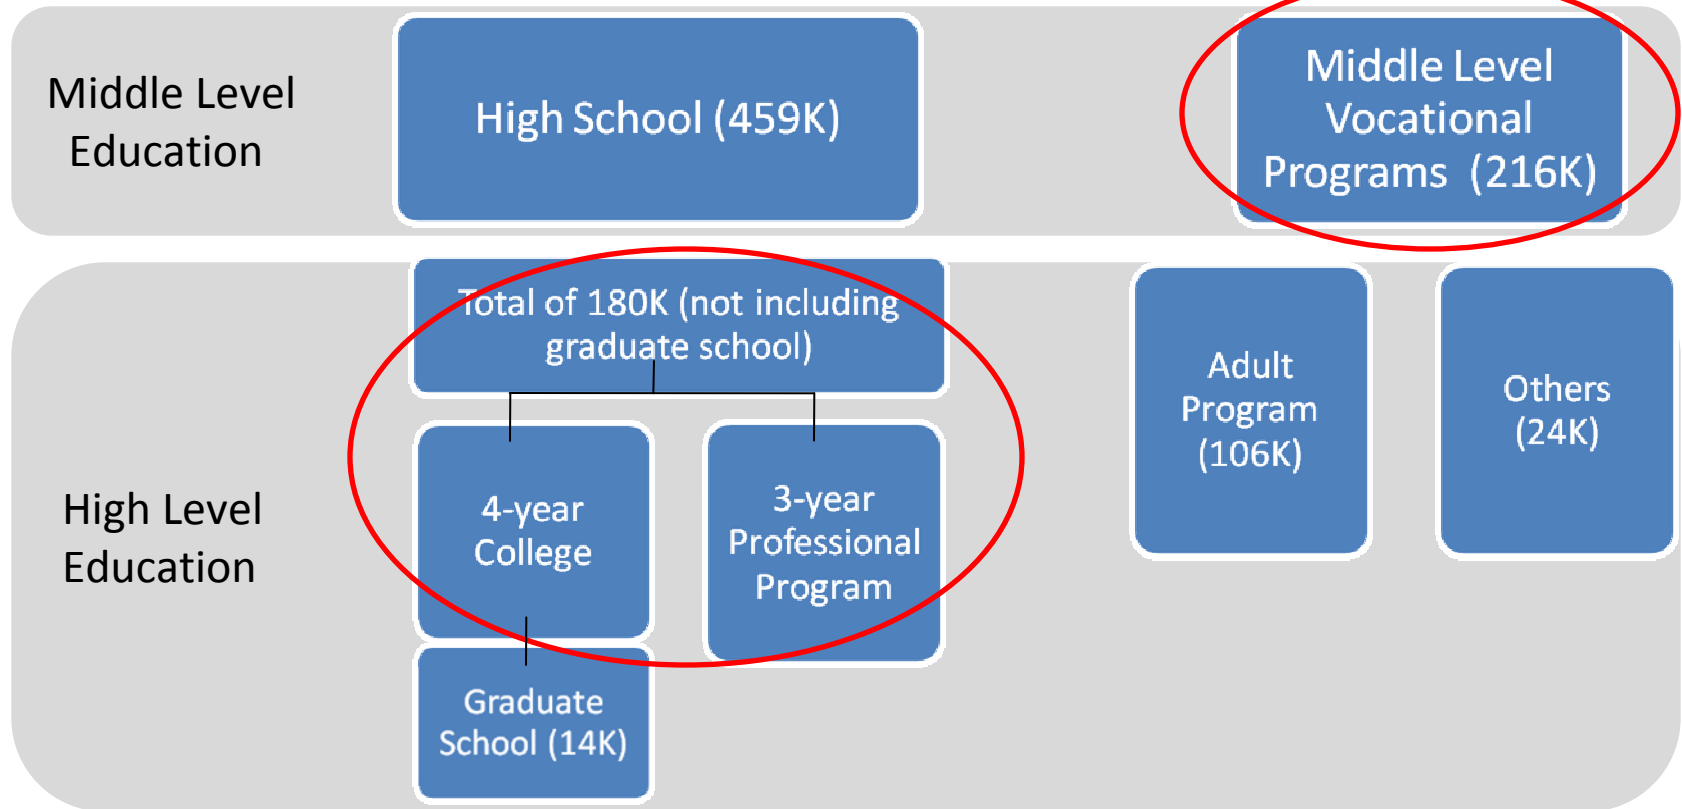 Middle Level
Education
High School (459K)
Middle Level
Vocational
Programs (216K)
High Level
Education
Total of 180K (not including
graduate school)
4-year
College
3-year
Professional
Program
Graduate
School (14K)
Adult
Program
(106K)
Others
(24K)